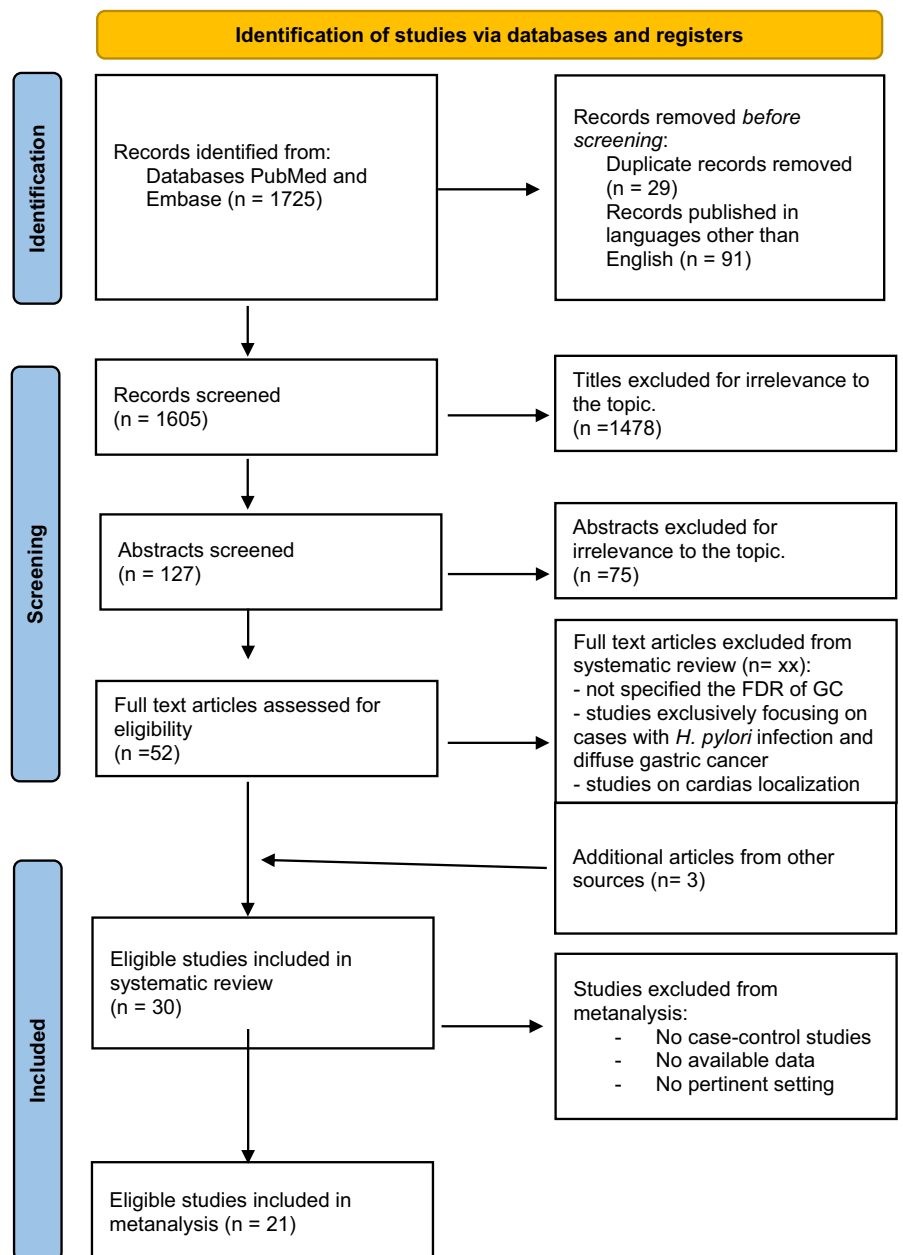 Identification of studies via databases and registers
Identification
Records identified from:
Databases PubMed and
Embase (n = 1725)
Records removed before
screening:
Duplicate records removed
(n = 29)
Records published in
languages other than
English (n = 91)
Screening
Records screened
(n = 1605)
Titles excluded for irrelevance to
the topic.
(n =1478)
Abstracts screened
(n = 127)
Abstracts excluded for
irrelevance to the topic.
(n =75)
Full text articles assessed for
eligibility
(n =52)
Full text articles excluded from
systematic review (n= xx):
- not specified the FDR of GC
- studies exclusively focusing on
cases with H. pylori infection and
diffuse gastric cancer
- studies on cardias localization
Additional articles from other
sources (n= 3)
Included
Eligible studies included in
systematic review
(n = 30)
Studies excluded from
metanalysis:
- No case-control studies
- No available data
- No pertinent setting
Eligible studies included in
metanalysis (n = 21)